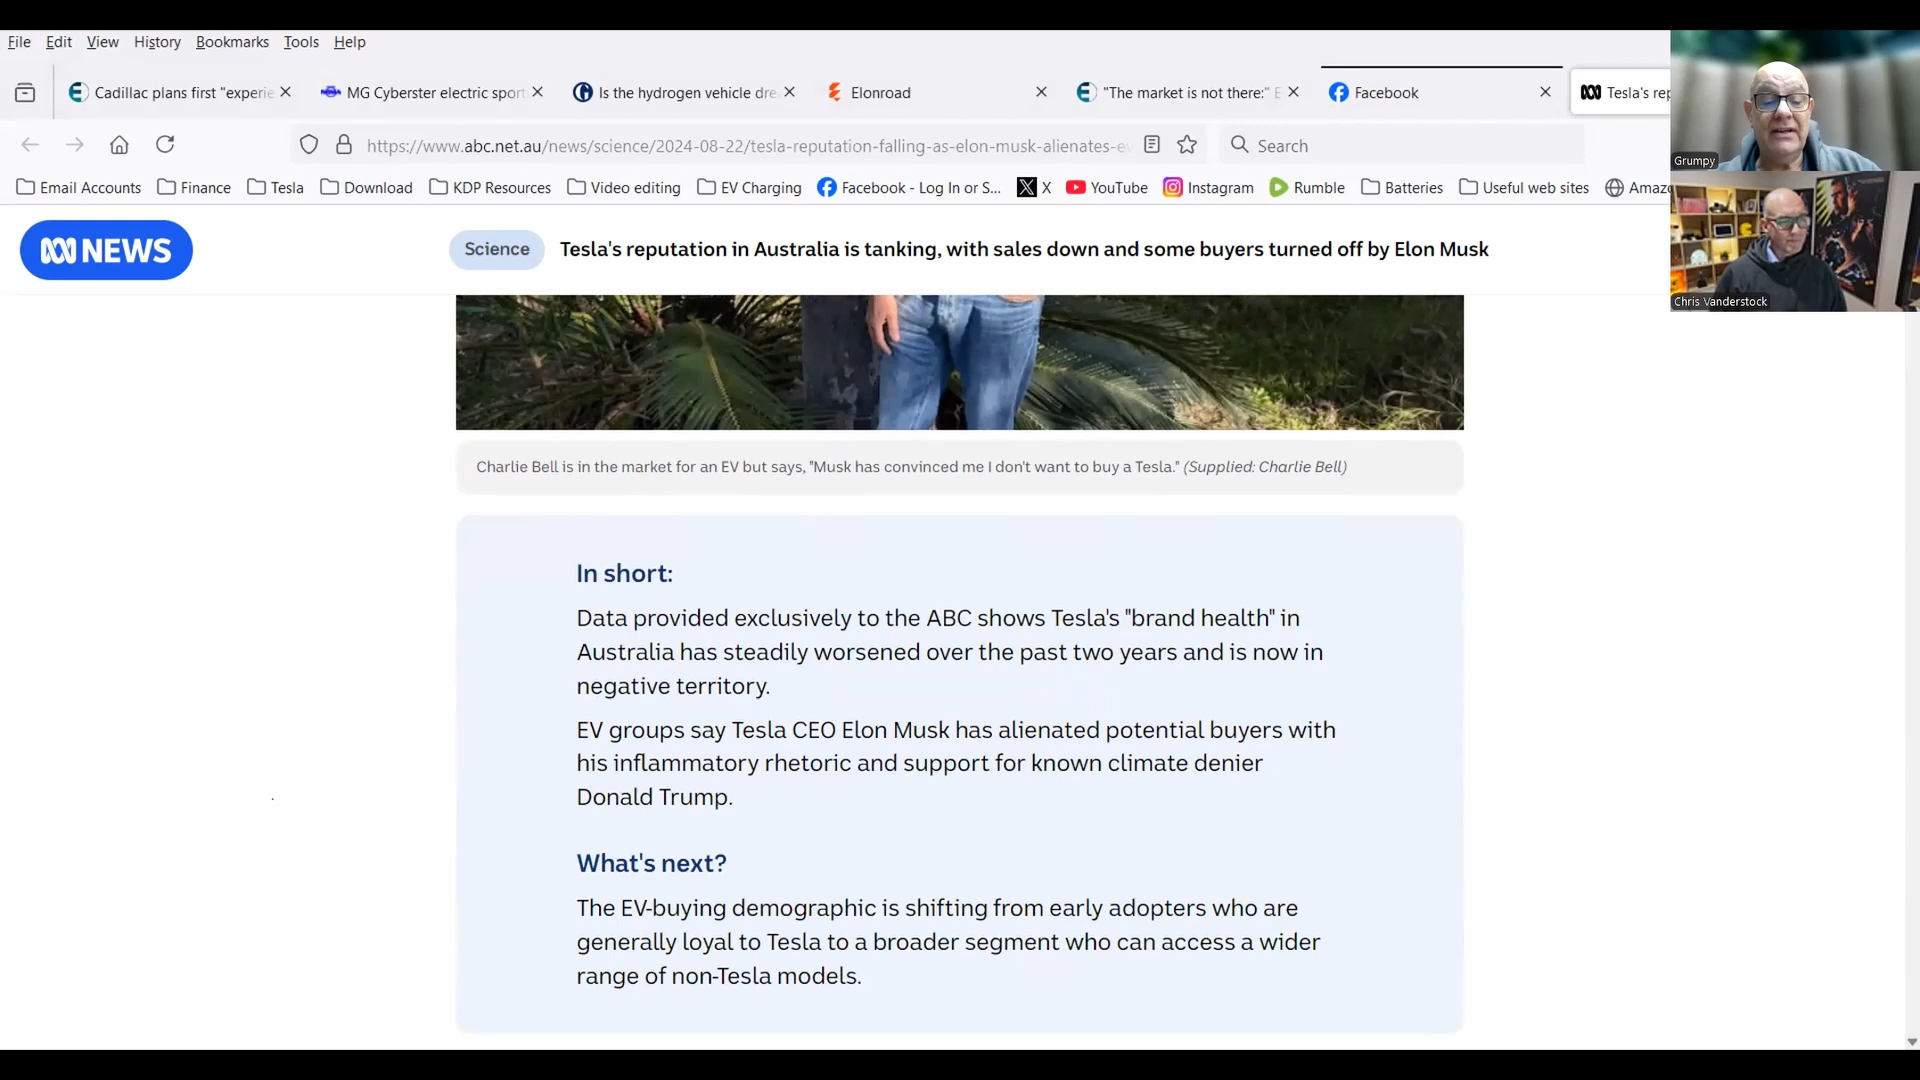 File Edit View History Bookmarks Tools Help
Cadillac plans first "experie
MG Cyberster electric sport
Is the hydrogen vehicle dre
Elonroad
"The market is not there:" E
Facebook
Tesla's rep
https://www.abc.net.au/news/science/2024-08-22/tesla-reputation-falling-as-elon-musk-alienates-ev
Search
Email Accounts Finance Tesla Download KDP Resources Video editing EV Charging Facebook - Log In or S... X YouTube Instagram Rumble Batteries Useful web sites Amazo
Grumpy
Chris Vanderstock
NEWS
Science
Tesla's reputation in Australia is tanking, with sales down and some buyers turned off by Elon Musk
Charlie Bell is in the market for an EV but says, "Musk has convinced me I don't want to buy a Tesla." (Supplied: Charlie Bell)
In short:
Data provided exclusively to the ABC shows Tesla's "brand health" in
Australia has steadily worsened over the past two years and is now in
negative territory.
EV groups say Tesla CEO Elon Musk has alienated potential buyers with
his inflammatory rhetoric and support for known climate denier
Donald Trump.
What's next?
The EV-buying demographic is shifting from early adopters who are
generally loyal to Tesla to a broader segment who can access a wider
range of non-Tesla models.